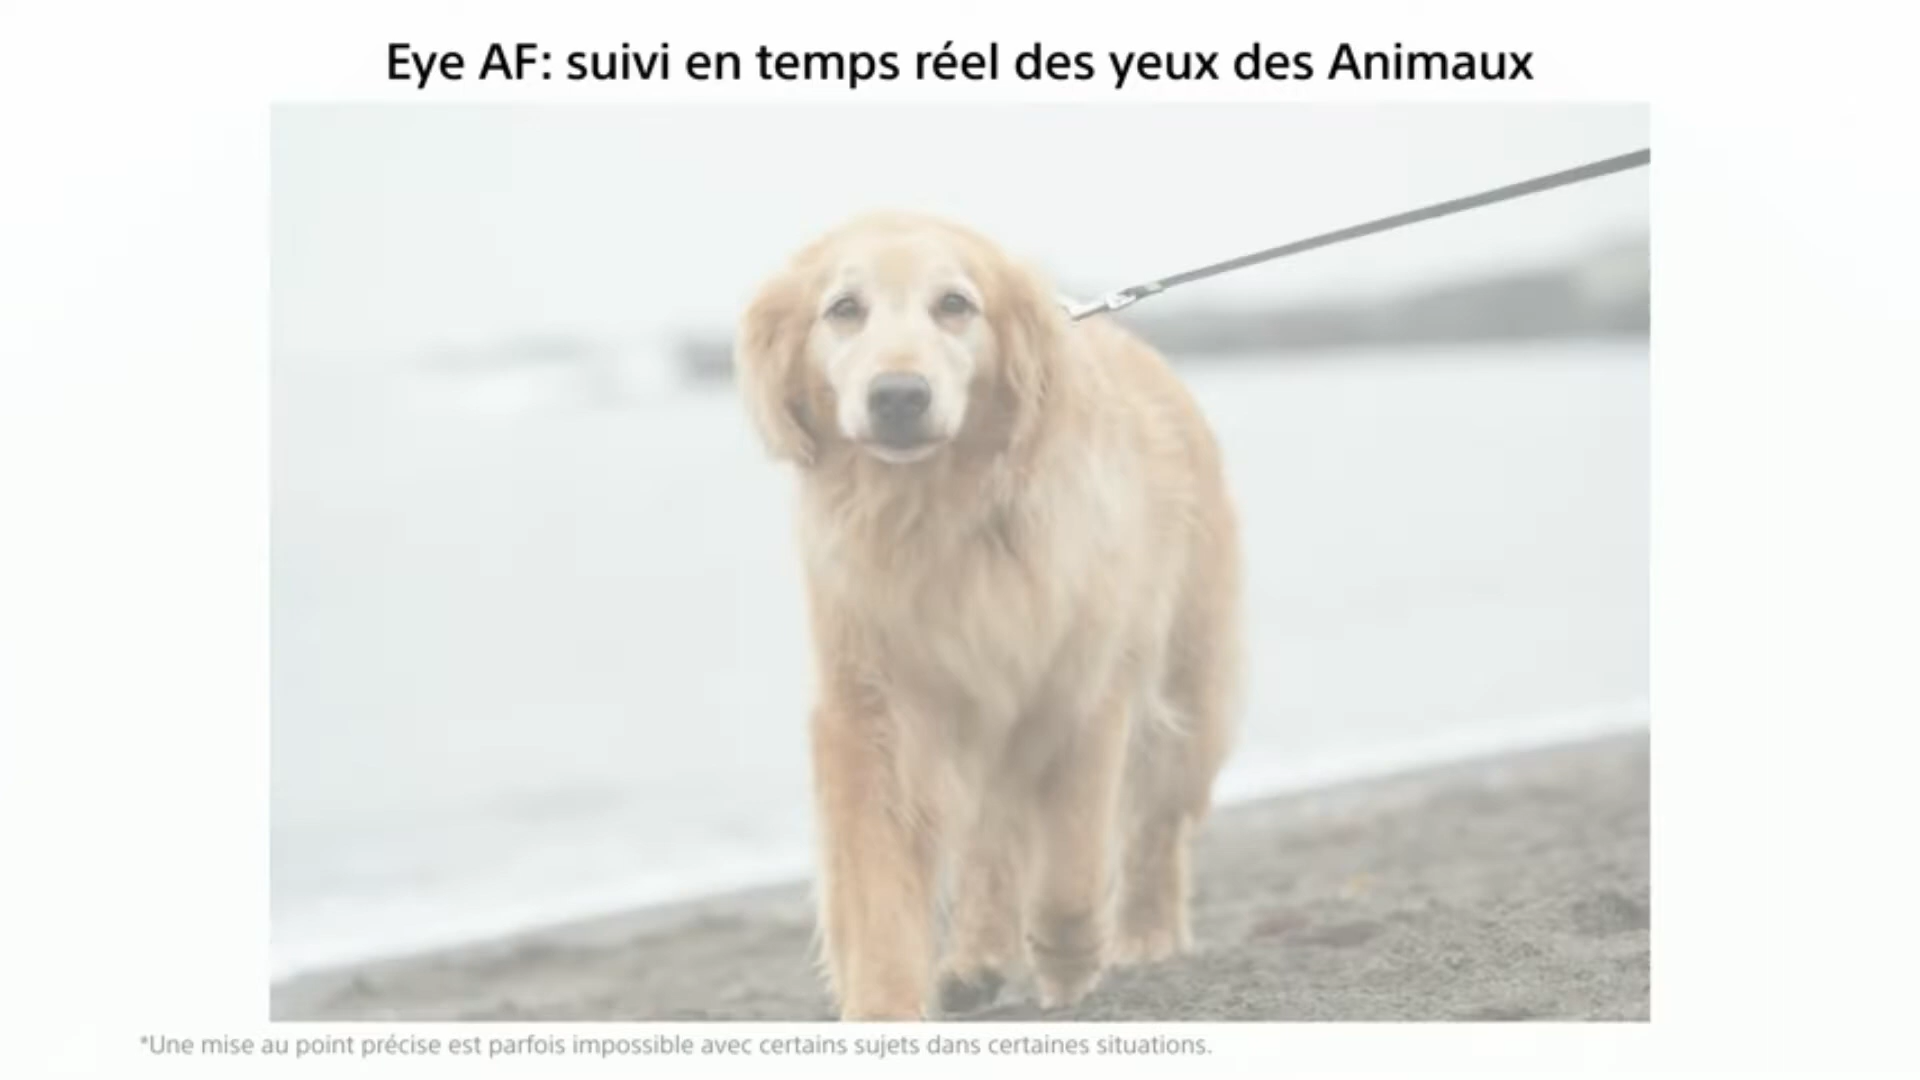 Eye AF: suivi en temps réel des yeux des Animaux
*Une mise au point précise est parfois impossible avec certains sujets dans certaines situations.